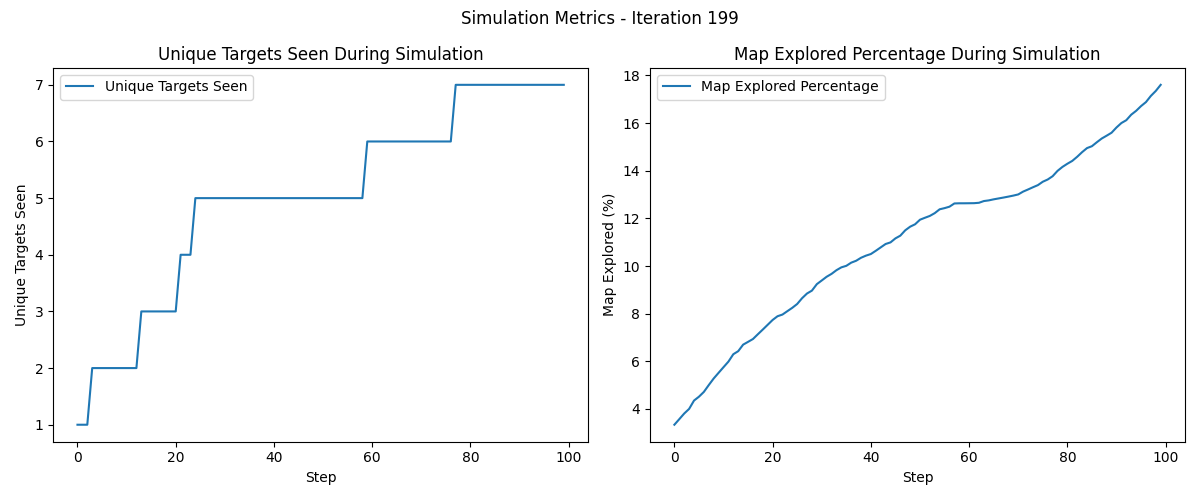 Simulation Metrics - Iteration 199
Unique Targets Seen During Simulation
Unique Targets Seen
Unique Targets Seen
7
6
5
4
3
2
1
0 20 40 60 80 100
Step
Map Explored Percentage During Simulation
Map Explored Percentage
Map Explored (%)
18
16
14
12
10
8
6
4
0 20 40 60 80 100
Step